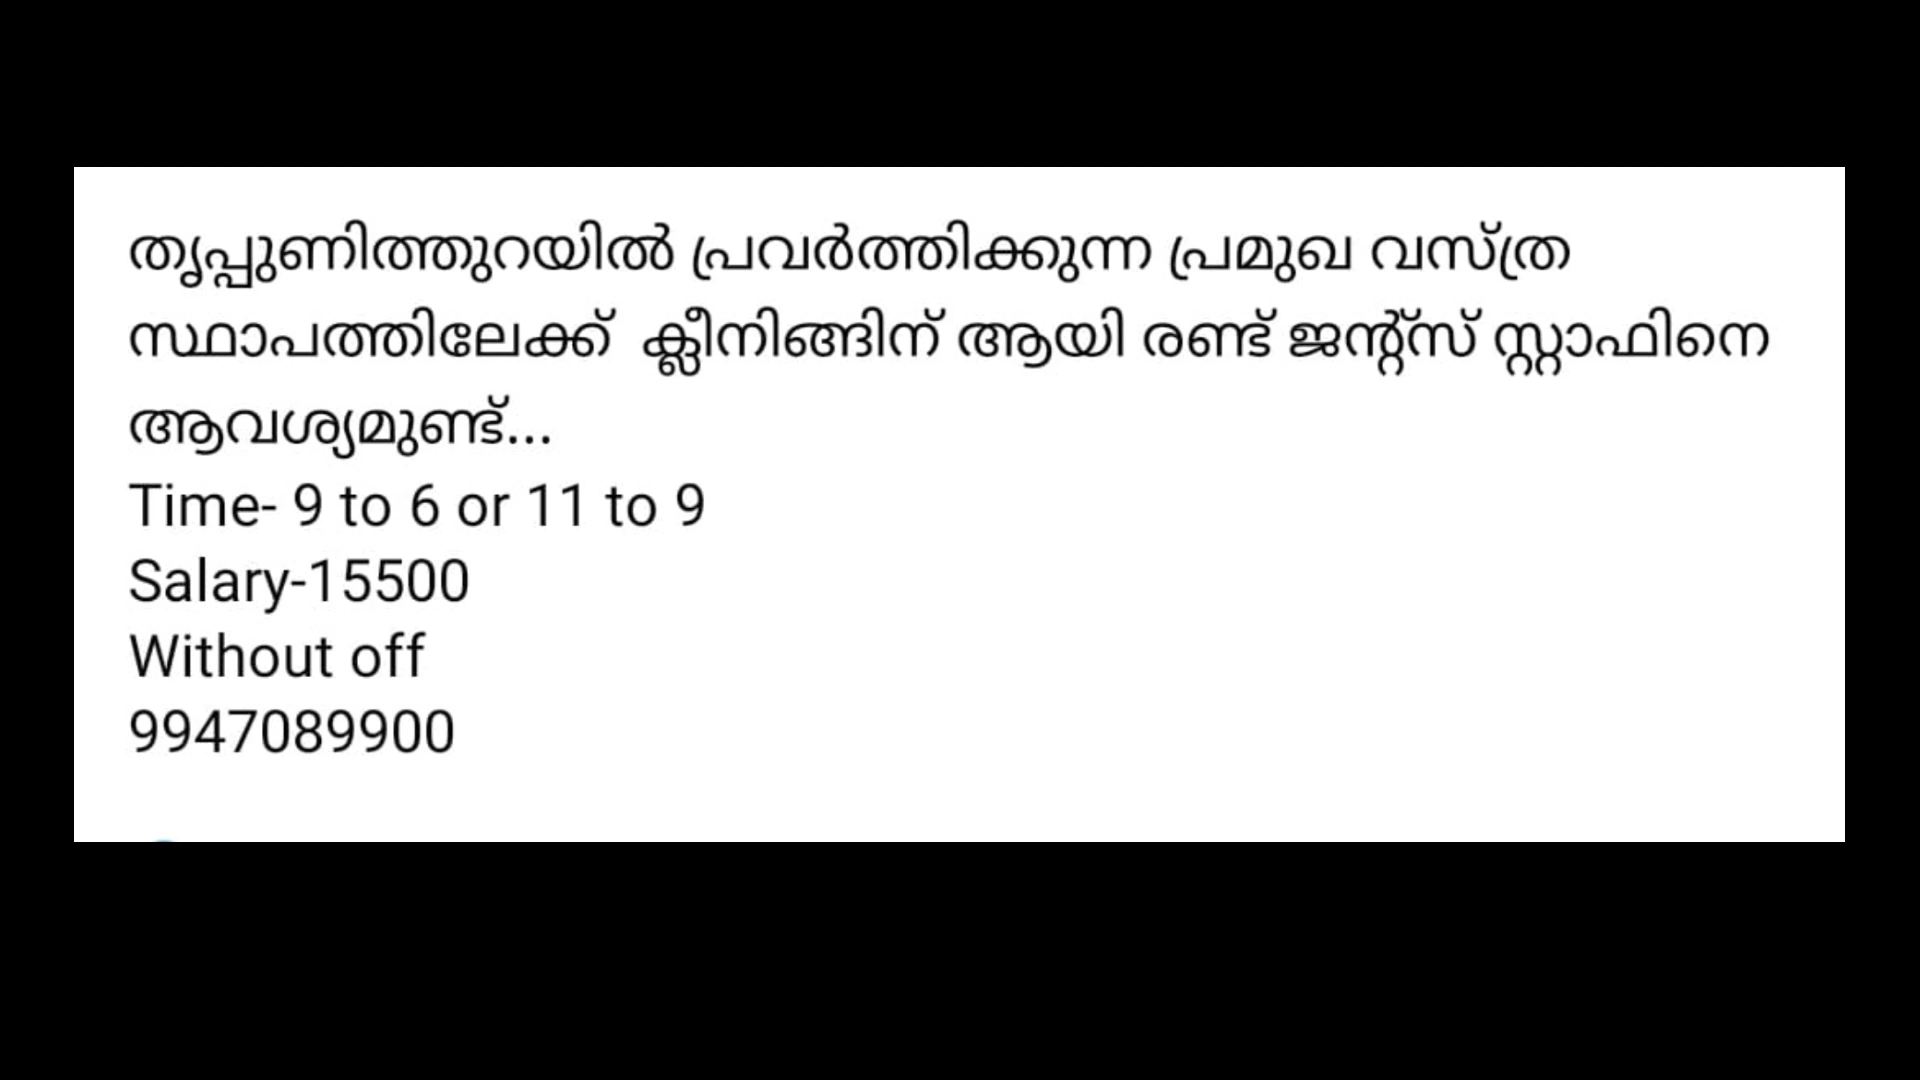 തൃപ്പുണിത്തുറയിൽ പ്രവർത്തിക്കുന്ന പ്രമുഖ വസ്ത്ര
സ്ഥാപത്തിലേക്ക് ക്ലീനിങ്ങിന് ആയി രണ്ട് ജന്റ്സ് സ്റ്റാഫിനെ
ആവശ്യമുണ്ട്...
Time- 9 to 6 or 11 to 9
Salary-15500
Without off
9947089900